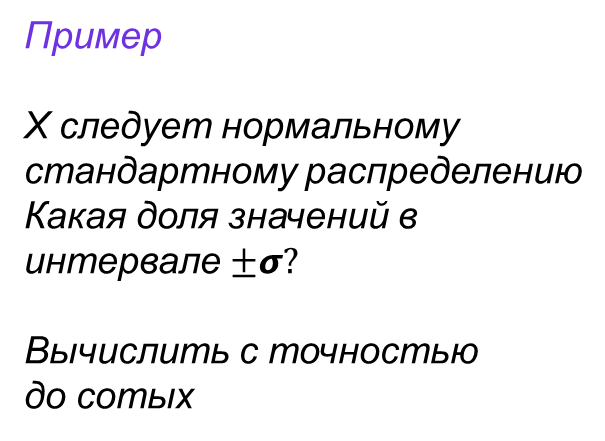 Пример
X следует нормальному
стандартному распределению
Какая доля значений в
интервале ±σ?
Вычислить с точностью
до сотых